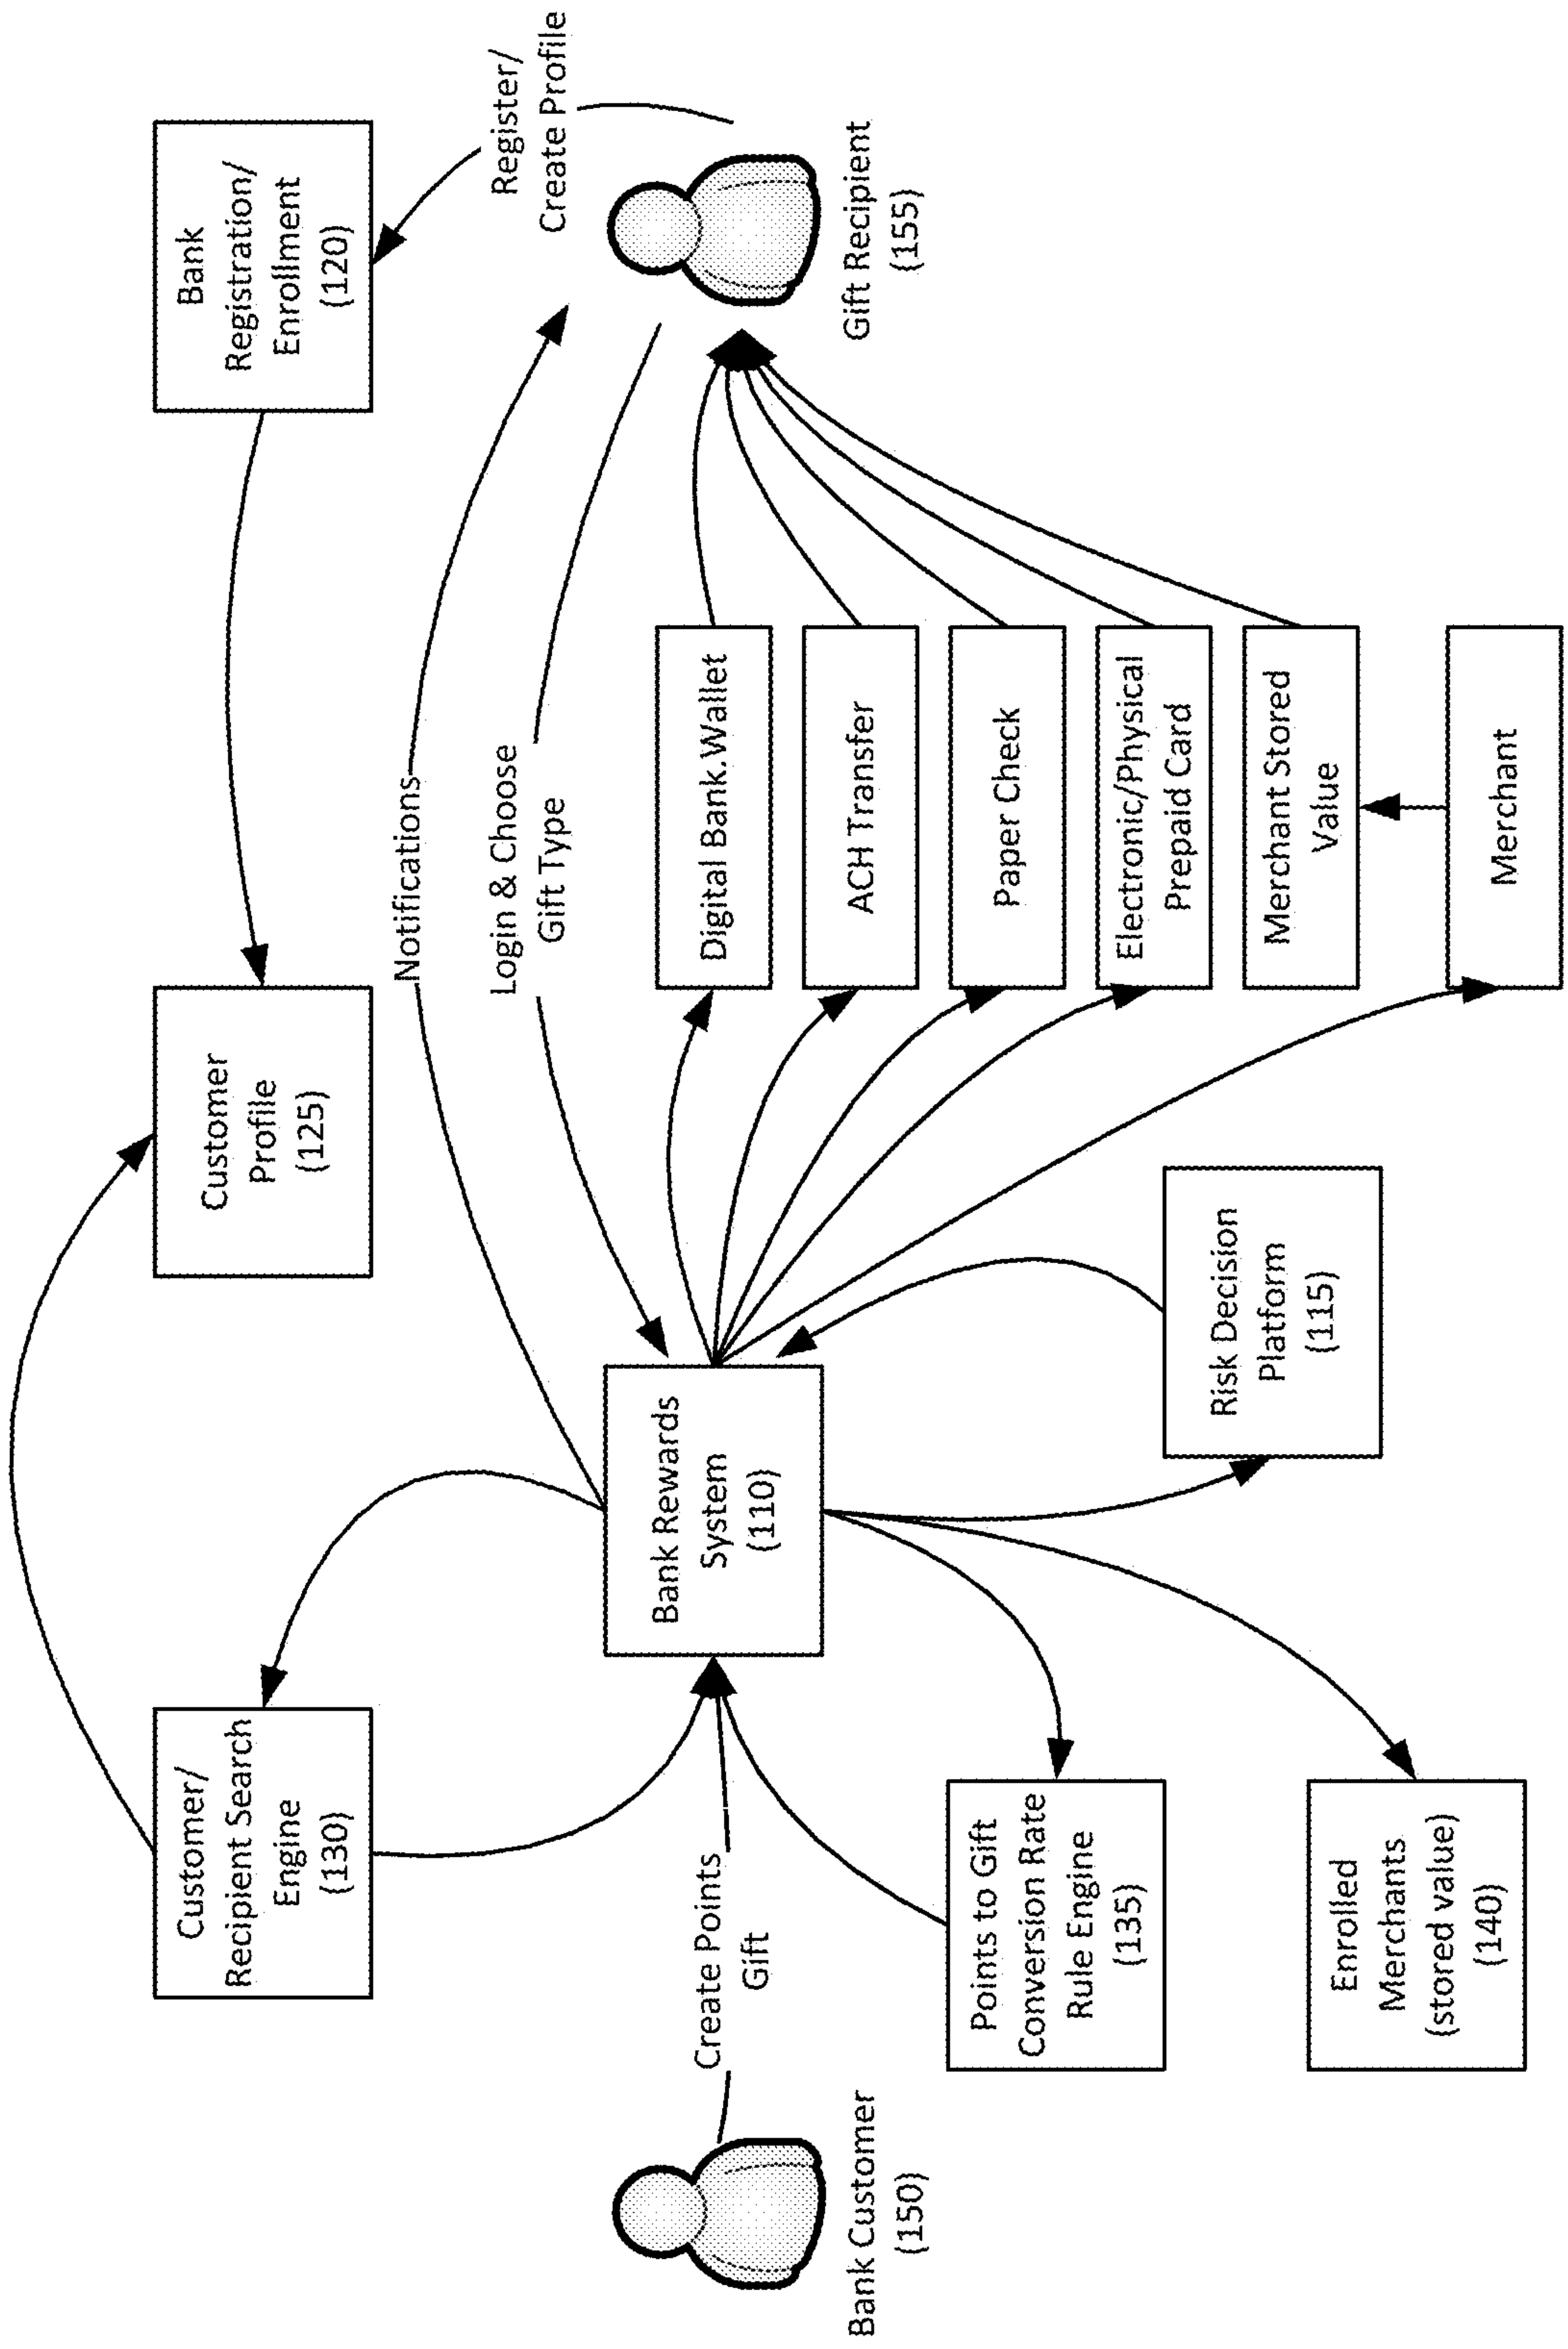 Customer/
Recipient Search
Engine
(130)
Customer
Profile
(125)
Bank
Registration/
Enrollment
(120)
Notifications
Login & Choose
Gift Type
Register/
Create Profile
Bank Customer
(150)
Create Points
Gift
Bank Rewards
System
(110)
Digital Bank.Wallet
ACH Transfer
Paper Check
Electronic/Physical
Prepaid Card
Merchant Stored
Value
Merchant
Gift Recipient
(155)
Points to Gift
Conversion Rate
Rule Engine
(135)
Risk Decision
Platform
(115)
Enrolled
Merchants
(stored value)
(140)